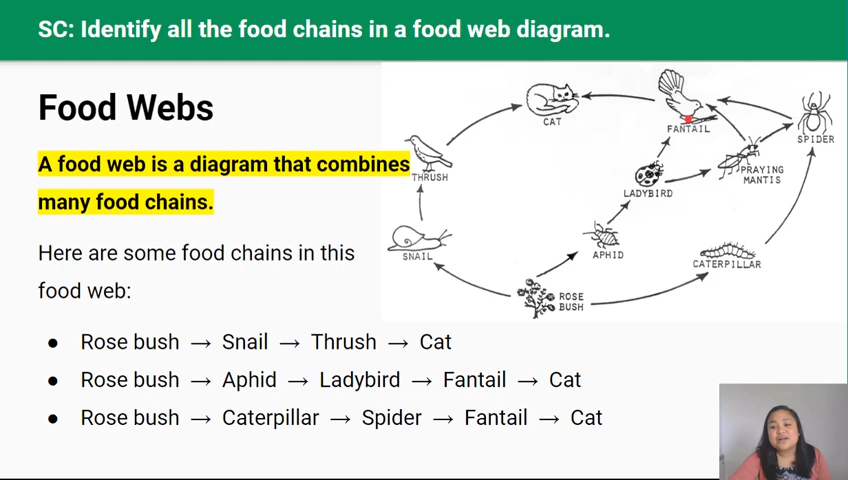 SC: Identify all the food chains in a food web diagram.
Food Webs
A food web is a diagram that combines
many food chains.
Here are some food chains in this
food web:
● Rose bush → Snail → Thrush → Cat
● Rose bush → Aphid → Ladybird → Fantail → Cat
● Rose bush → Caterpillar → Spider → Fantail → Cat
CAT
FANTAIL
SPIDER
THRUSH
PRAYING
MANTIS
LADYBIRD
SNAIL
APHID
CATERPILLAR
ROSE
BUSH